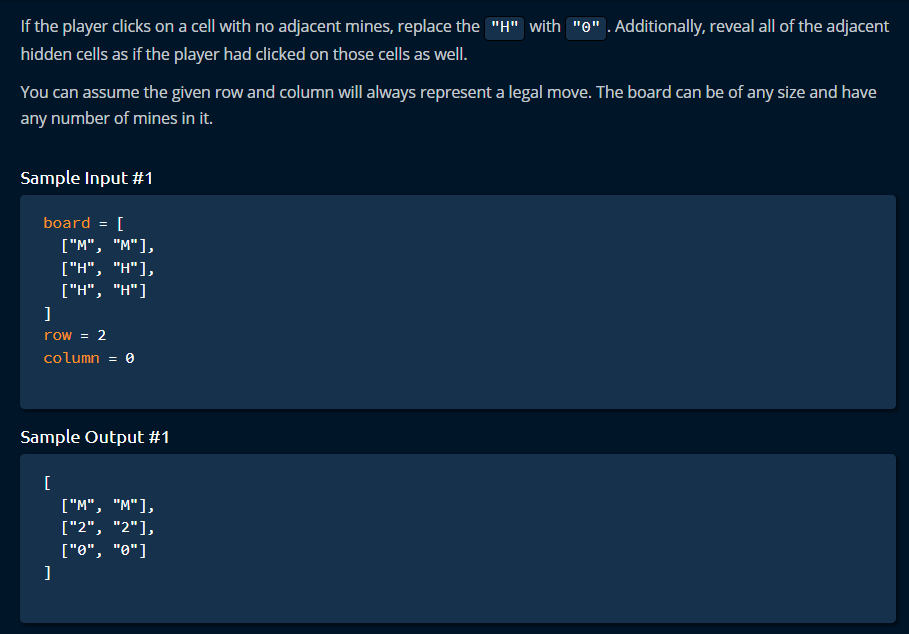 If the player clicks on a cell with no adjacent mines, replace the "H" with "0". Additionally, reveal all of the adjacent
hidden cells as if the player had clicked on those cells as well.
You can assume the given row and column will always represent a legal move. The board can be of any size and have
any number of mines in it.
Sample Input #1
board = [
["M", "M"],
["H", "H"],
["H", "H"]
]
row = 2
column = 0
Sample Output #1
[
["M", "M"],
["2", "2"],
["0", "0"]
]